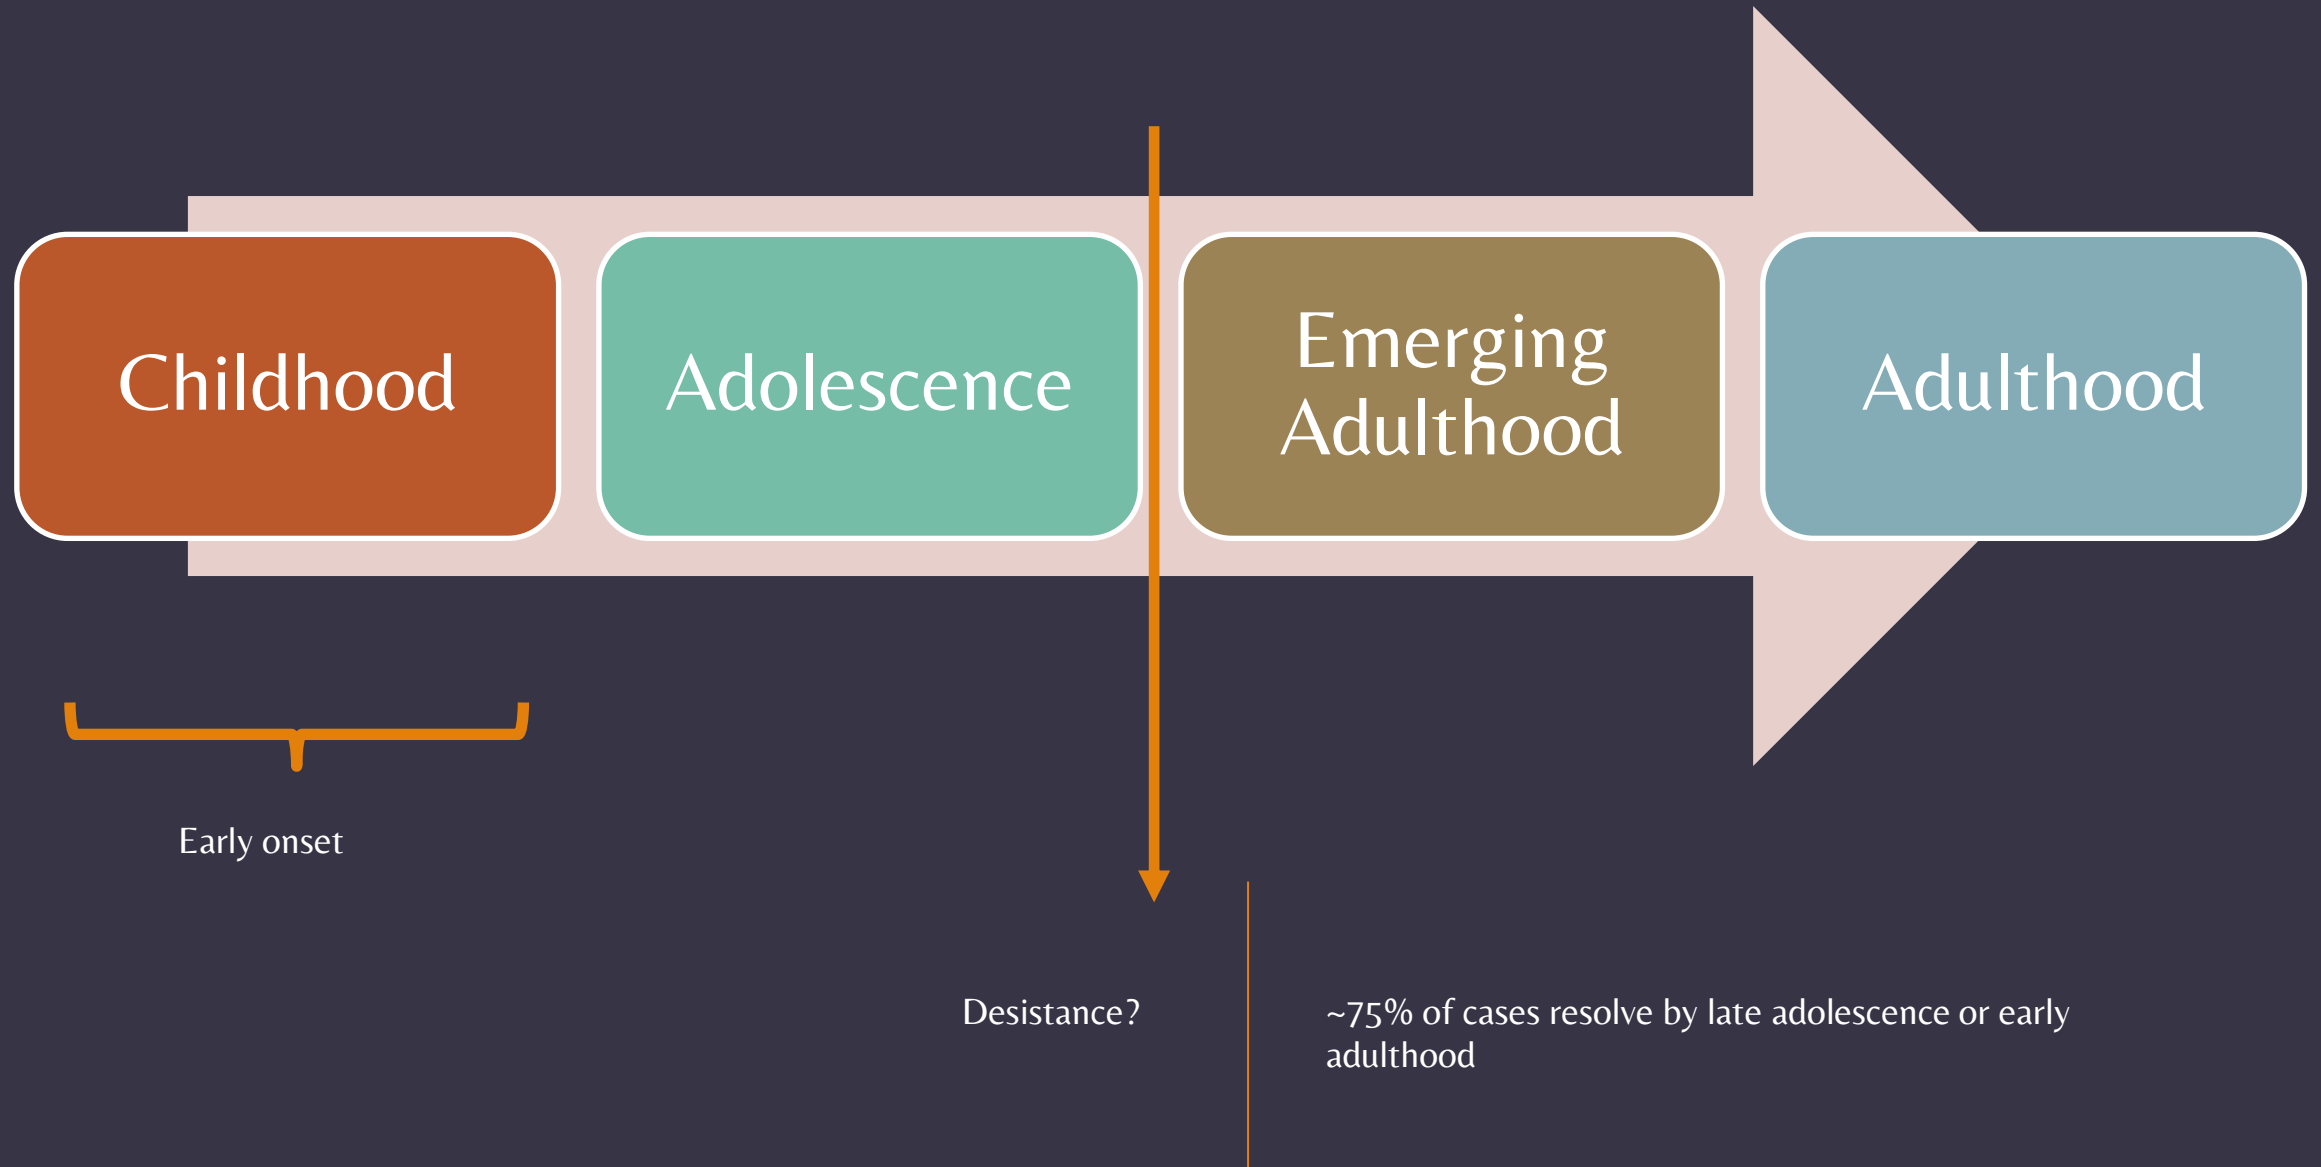 Childhood
Adolescence
Emerging
Adulthood
Adulthood
Early onset
Desistance?
~75% of cases resolve by late adolescence or early
adulthood